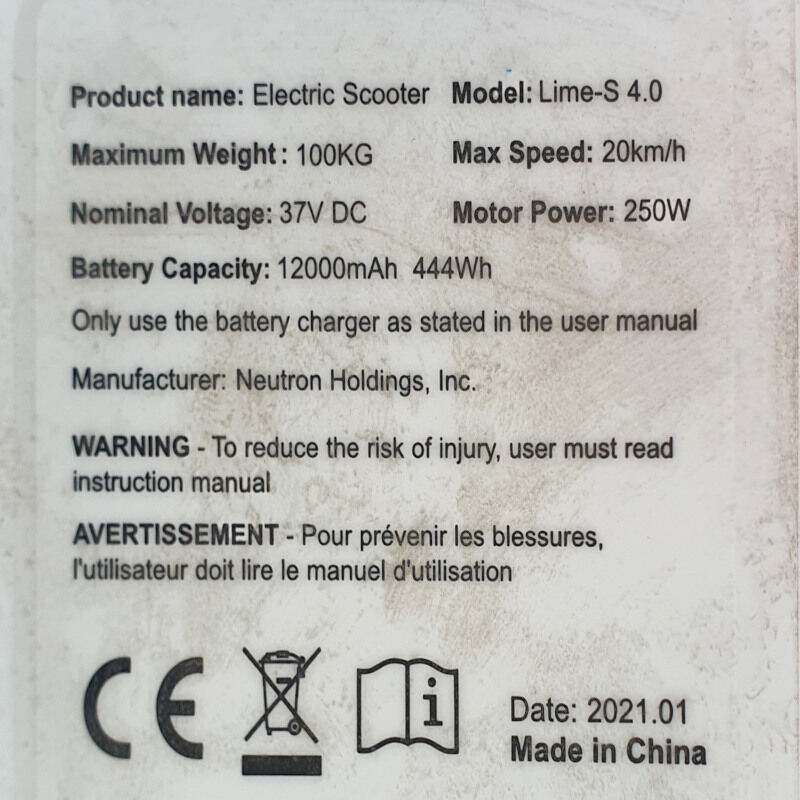 Product name: Electric Scooter Model: Lime-S 4.0
Maximum Weight: 100KG Max Speed: 20km/h
Nominal Voltage: 37V DC Motor Power: 250W
Battery Capacity: 12000mAh 444Wh
Only use the battery charger as stated in the user manual
Manufacturer: Neutron Holdings, Inc.
WARNING - To reduce the risk of injury, user must read
instruction manual
AVERTISSEMENT - Pour prévenir les blessures,
l'utilisateur doit lire le manuel d'utilisation
CE
i
Date: 2021.01
Made in China